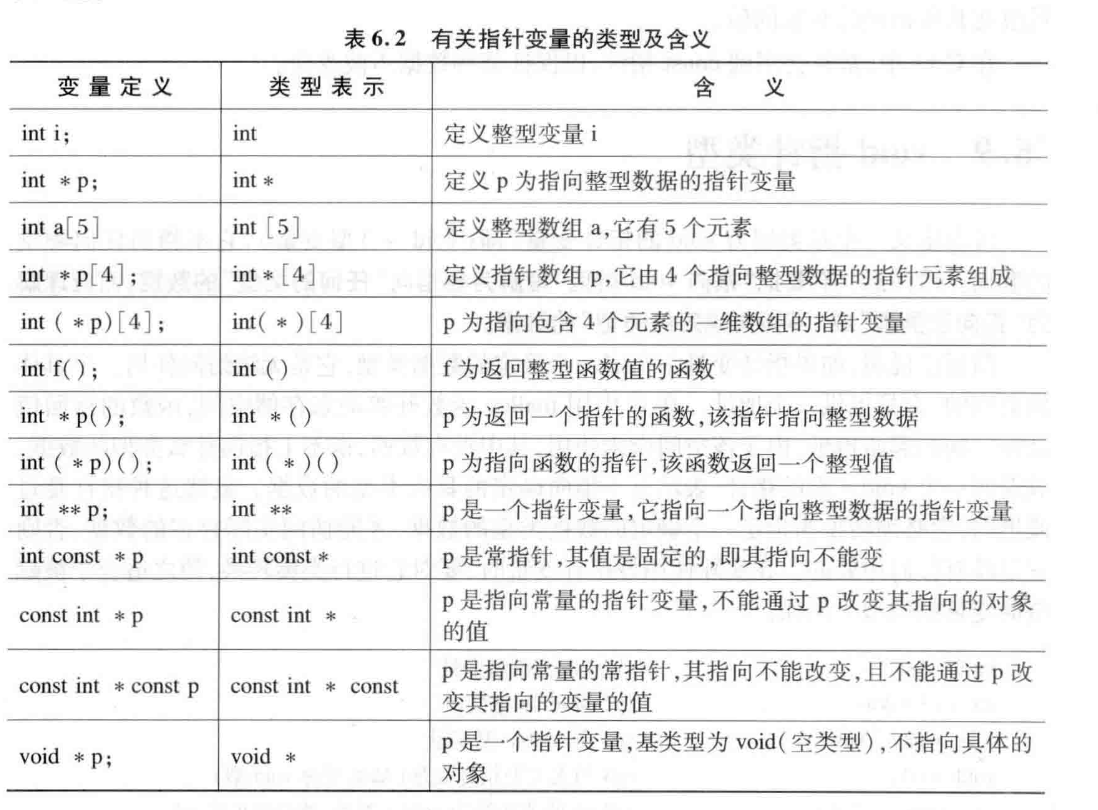 表6.2 有关指针变量的类型及含义
变量定义 类型表示 含义
int i; int 定义整型变量 i
int *p; int * 定义 p 为指向整型数据的指针变量
int a[5] int [5] 定义整型数组 a,它有 5 个元素
int *p[4]; int *[4] 定义指针数组 p,它由 4 个指向整型数据的指针元素组成
int (*p)[4]; int(*)[4] p 为指向包含 4 个元素的一维数组的指针变量
int f(); int () f 为返回整型函数值的函数
int *p(); int *() p 为返回一个指针的函数,该指针指向整型数据
int (*p)(); int (*)() p 为指向函数的指针,该函数返回一个整型值
int **p; int ** p 是一个指针变量,它指向一个指向整型数据的指针变量
int const *p int const * p 是常指针,其值是固定的,即其指向不能变
const int *p const int * p 是指向常量的指针变量,不能通过 p 改变其指向的对象
的值
const int *const p const int * const p 是指向常量的常指针,其指向不能改变,且不能通过 p 改
变其指向的变量的值
void *p; void * p 是一个指针变量,基类型为 void(空类型),不指向具体的
对象